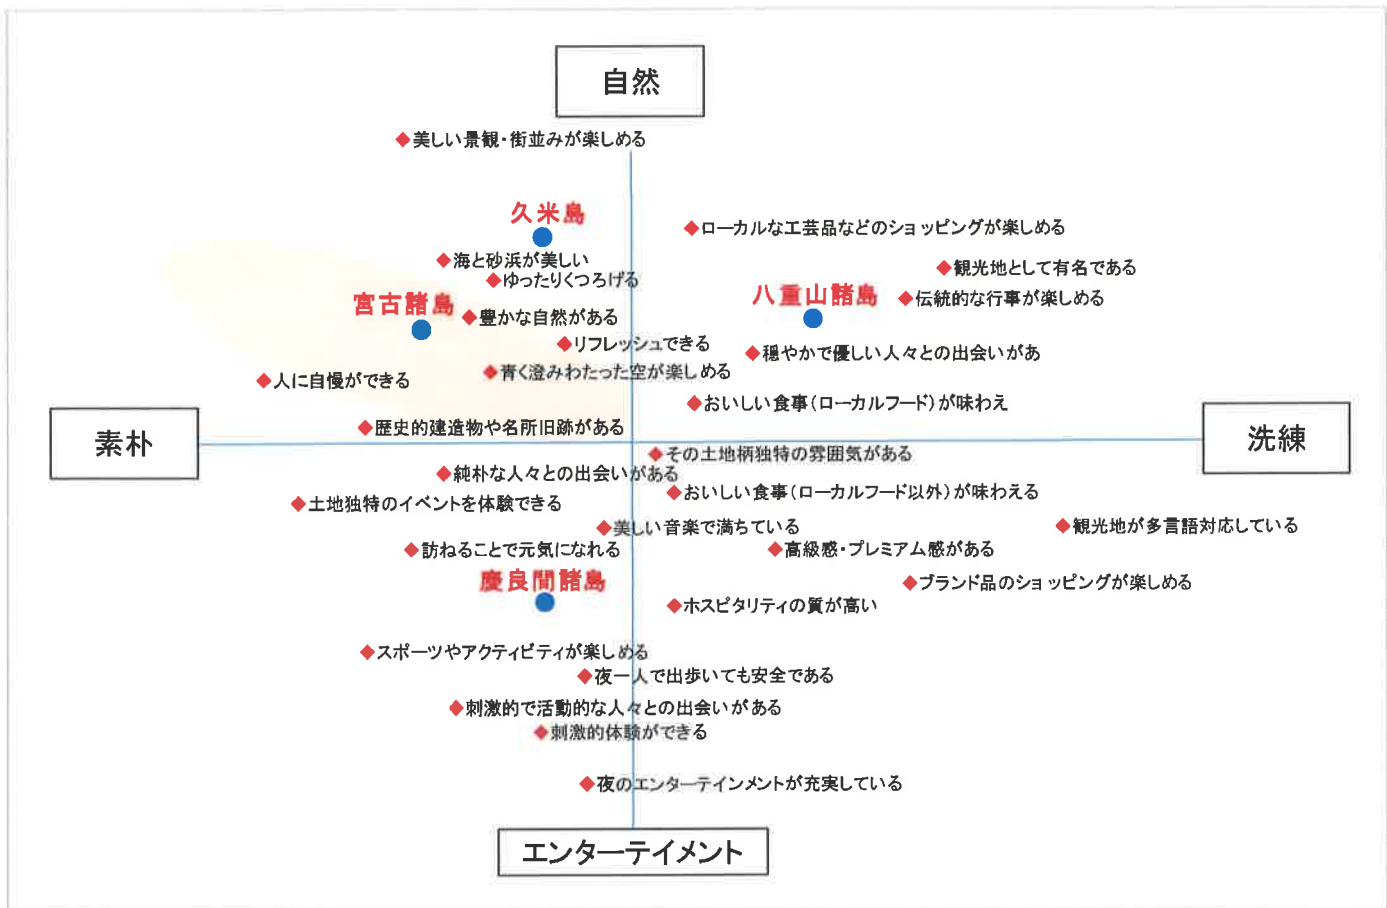 自然
◆美しい景観・街並みが楽しめる
久米島
◆ローカルな工芸品などのショッピングが楽しめる
◆海と砂浜が美しい
◆観光地として有名である
◆ゆったりくつろげる
八重山諸島
◆伝統的な行事が楽しめる
宮古諸島
◆豊かな自然がある
◆リフレッシュできる
◆穏やかで優しい人々との出会いがあ
◆青く澄みわたった空が楽しめる
◆人に自慢ができる
◆おいしい食事(ローカルフード)が味わえ
◆歴史的建造物や名所旧跡がある
素朴
洗練
◆その土地柄独特の雰囲気がある
◆純朴な人々との出会いがある
◆おいしい食事(ローカルフード以外)が味わえる
◆土地独特のイベントを体験できる
◆美しい音楽で満ちている
◆観光地が多言語対応している
◆訪ねることで元気になれる
◆高級感・プレミアム感がある
慶良間諸島
◆ブランド品のショッピングが楽しめる
◆ホスピタリティの質が高い
◆スポーツやアクティビティが楽しめる
◆夜一人で出歩いても安全である
◆刺激的で活動的な人々との出会いがある
◆刺激的体験ができる
◆夜のエンターテインメントが充実している
エンターテイメント